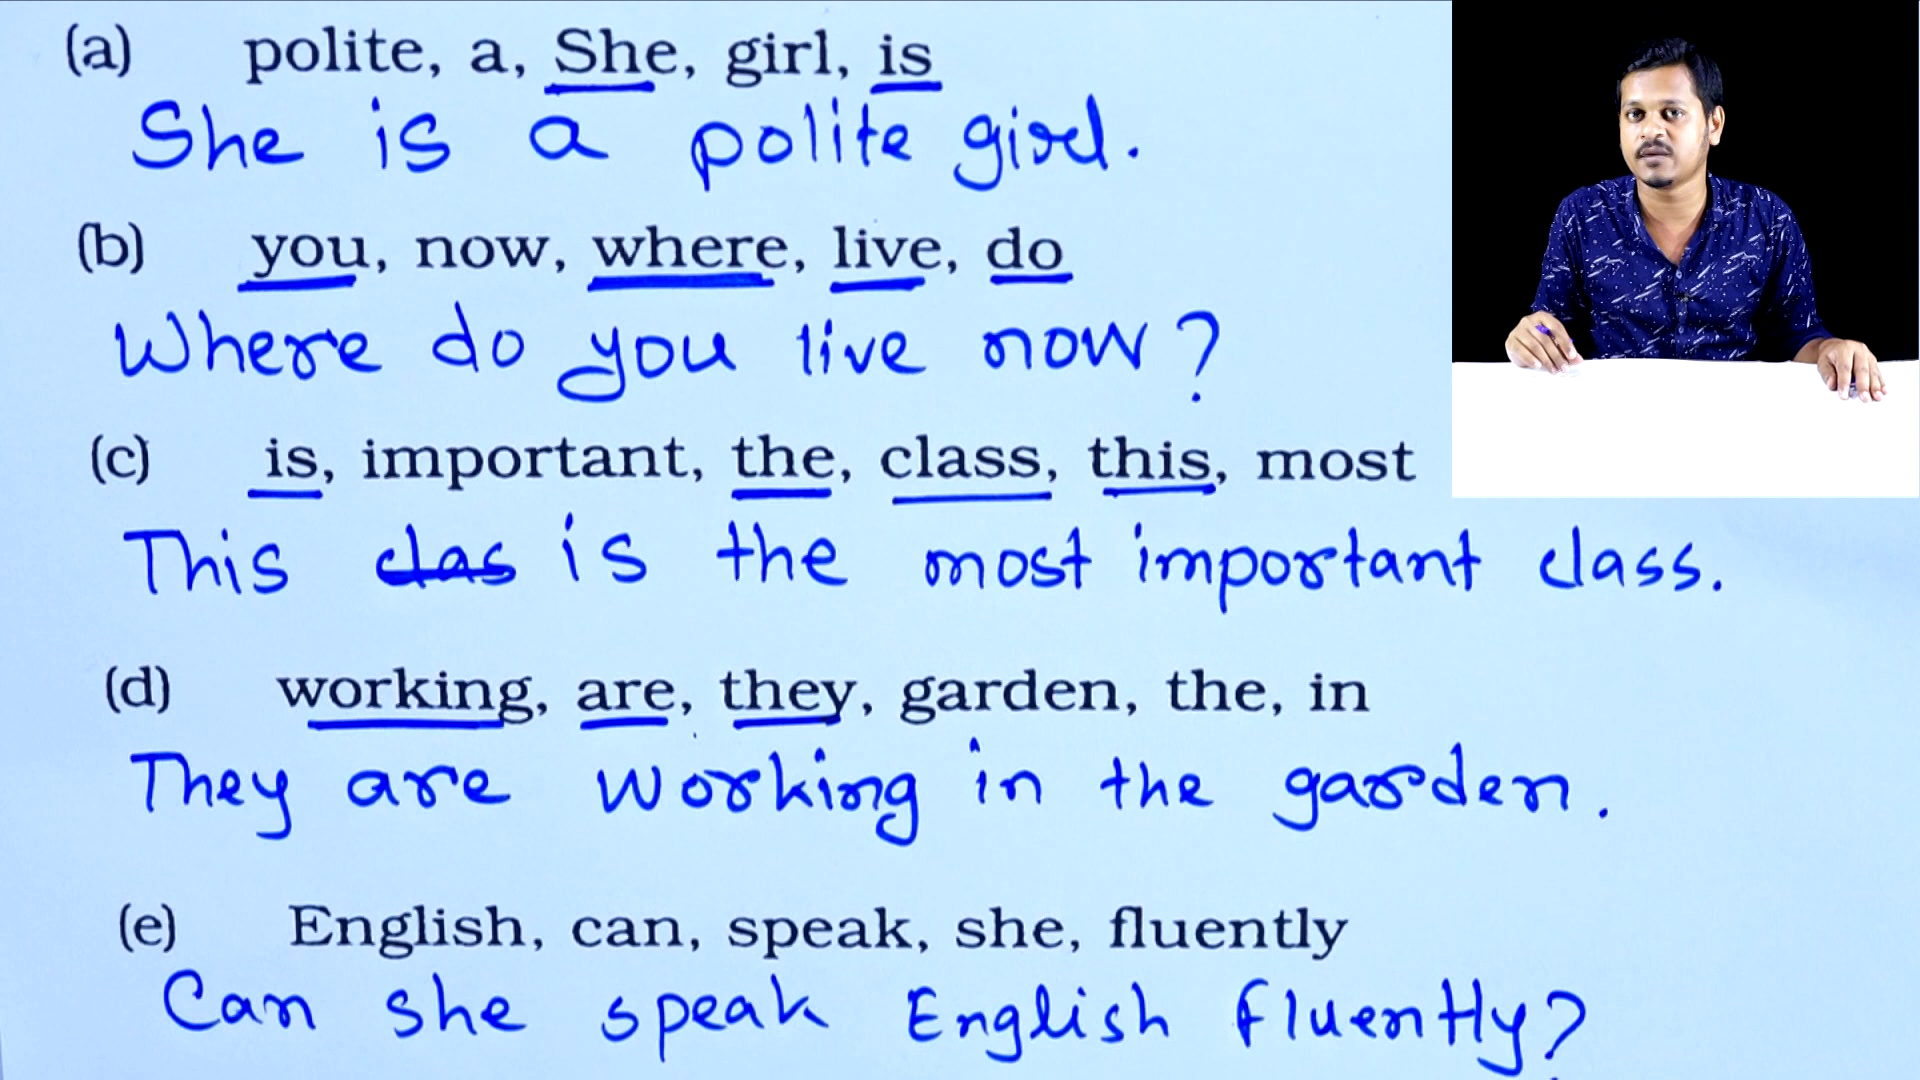 (a) polite, a, She, girl, is
She is a polite girl.
(b) you, now, where, live, do
Where do you live now?
(c) is, important, the, class, this, most
This clas is the most important class.
(d) working, are, they, garden, the, in
They are working in the garden.
(e) English, can, speak, she, fluently
Can she speak English fluently?